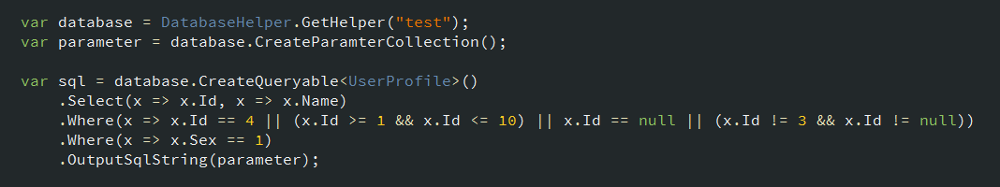 var database = DatabaseHelper.GetHelper("test");
var parameter = database.CreateParamterCollection();
var sql = database.CreateQueryable<UserProfile>()
.Select(x => x.Id, x => x.Name)
.Where(x => x.Id == 4 || (x.Id >= 1 && x.Id <= 10) || x.Id == null || (x.Id != 3 && x.Id != null))
.Where(x => x.Sex == 1)
.OutputSqlString(parameter);